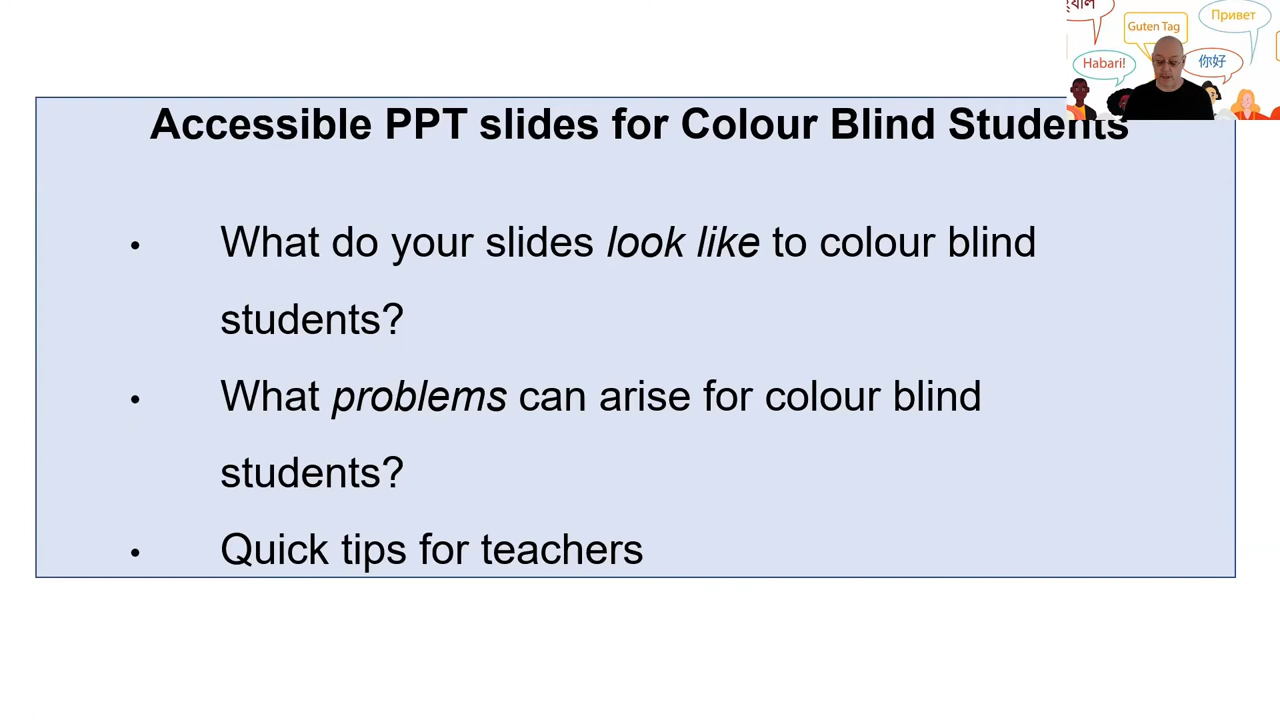 Привет
Guten Tag
Habari!
你好
Accessible PPT slides for Colour Blind Students
• What do your slides look like to colour blind
students?
• What problems can arise for colour blind
students?
• Quick tips for teachers